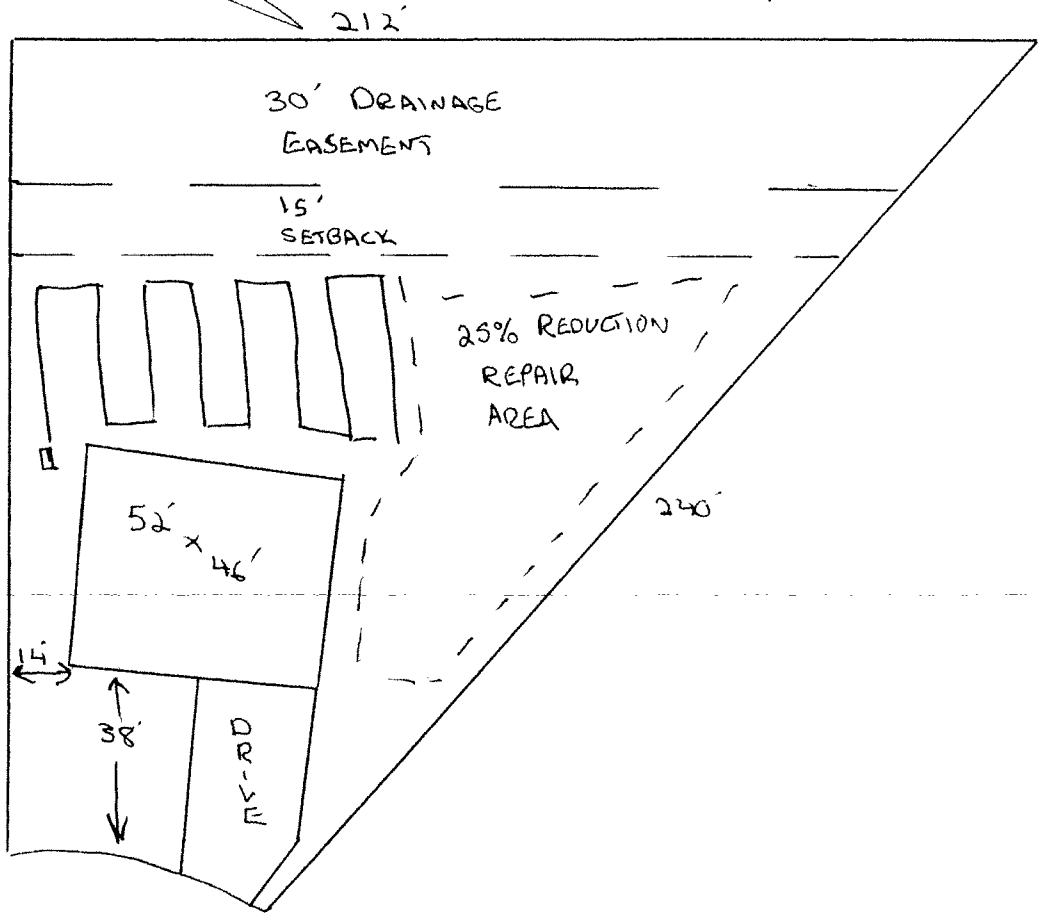 212'
30' DRAINAGE
EASEMENT
15'
SETBACK
25% REDUCTION
REPAIR
AREA
52' x 46'
240'
14'
38'
DRIVE